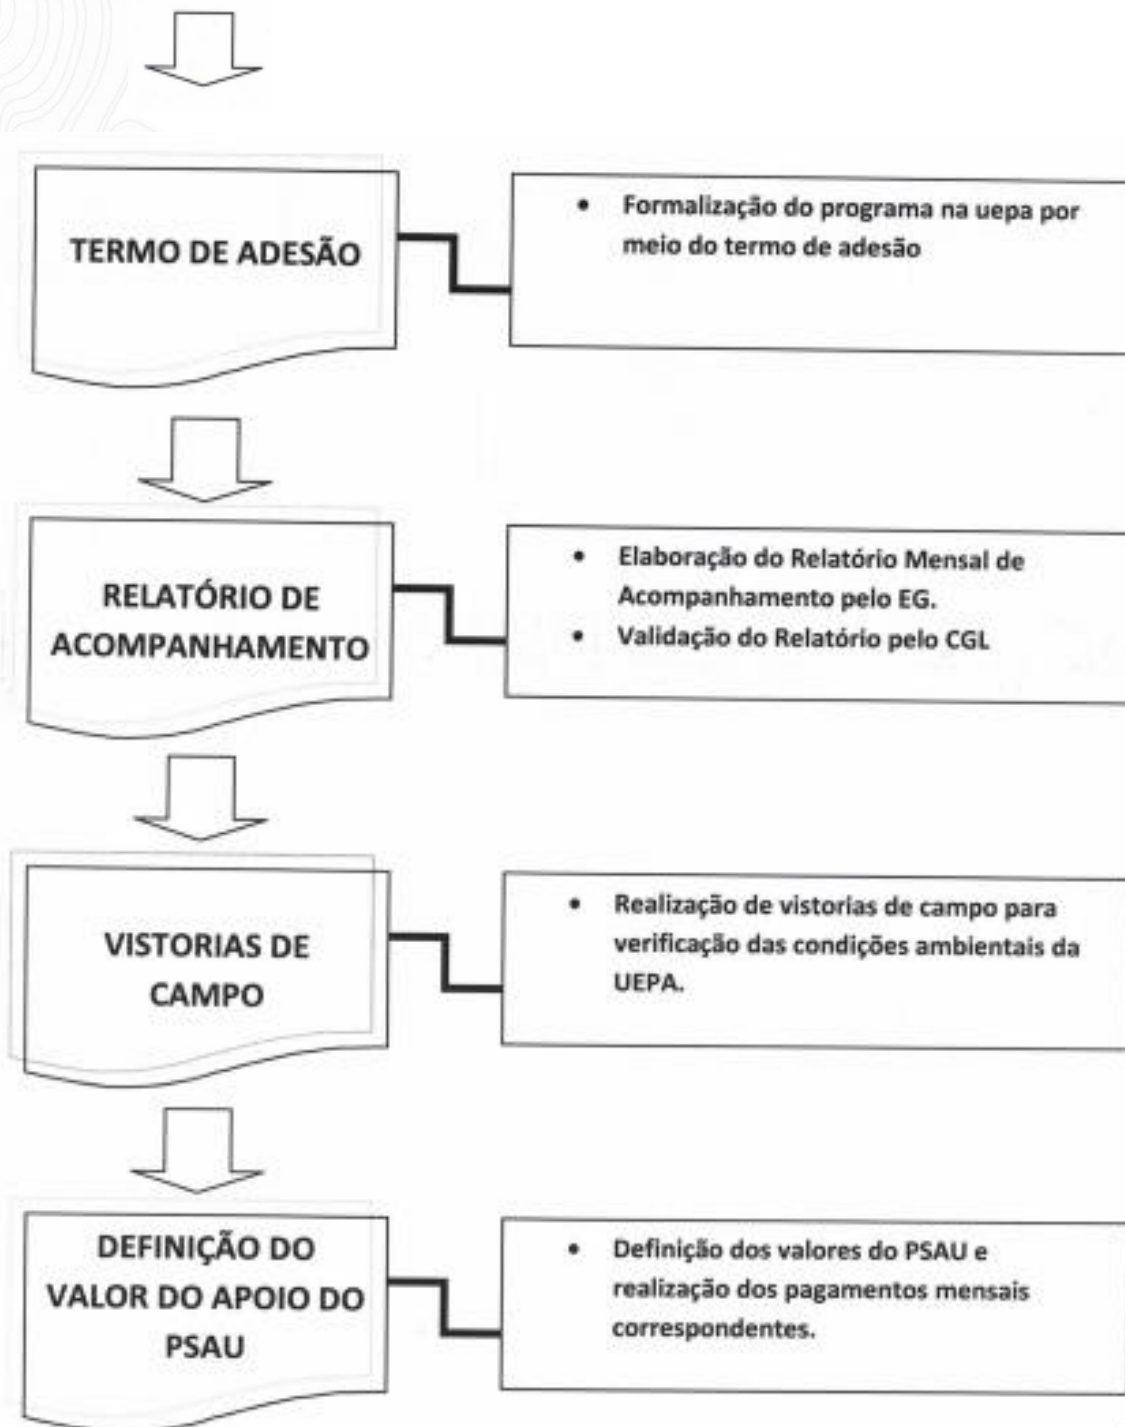 TERMO DE ADESÃO
• Formalização do programa na uepa por
meio do termo de adesão
RELATÓRIO DE
ACOMPANHAMENTO
• Elaboração do Relatório Mensal de
Acompanhamento pelo EG.
• Validação do Relatório pelo CGL
VISTORIAS DE
CAMPO
• Realização de vistorias de campo para
verificação das condições ambientais da
UEPA.
DEFINIÇÃO DO
VALOR DO APOIO DO
PSAU
• Definição dos valores do PSAU e
realização dos pagamentos mensais
correspondentes.